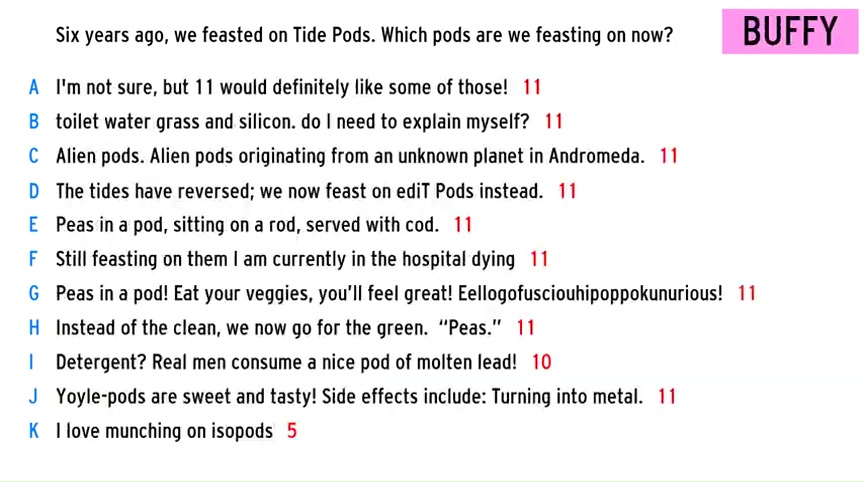 Six years ago, we feasted on Tide Pods. Which pods are we feasting on now?
BUFFY
A I'm not sure, but 11 would definitely like some of those! 11
B toilet water grass and silicon. do I need to explain myself? 11
C Alien pods. Alien pods originating from an unknown planet in Andromeda. 11
D The tides have reversed; we now feast on ediT Pods instead. 11
E Peas in a pod, sitting on a rod, served with cod. 11
F Still feasting on them I am currently in the hospital dying 11
G Peas in a pod! Eat your veggies, you'll feel great! Eellogofusciouhipoppokunurious! 11
H Instead of the clean, we now go for the green. “Peas.” 11
I Detergent? Real men consume a nice pod of molten lead! 10
J Yoyle-pods are sweet and tasty! Side effects include: Turning into metal. 11
K I love munching on isopods 5